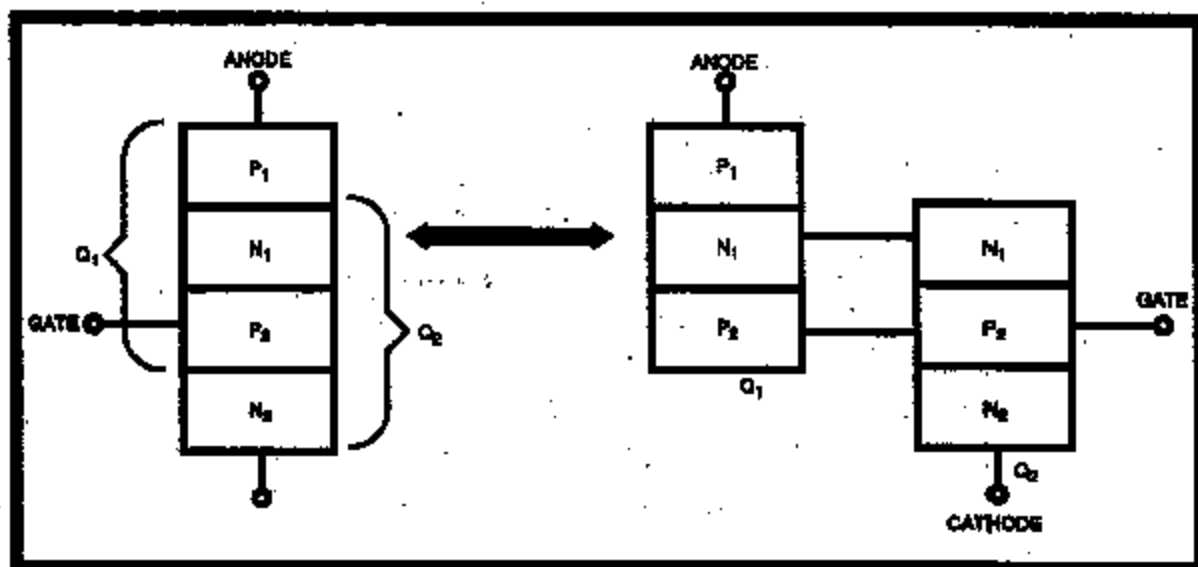 ANODE
P₁
N₁
P₂
N₂
Q₁
Q₂
GATE
ANODE
P₁
N₁
P₂
Q₁
N₁
P₂
N₂
Q₂
GATE
CATHODE